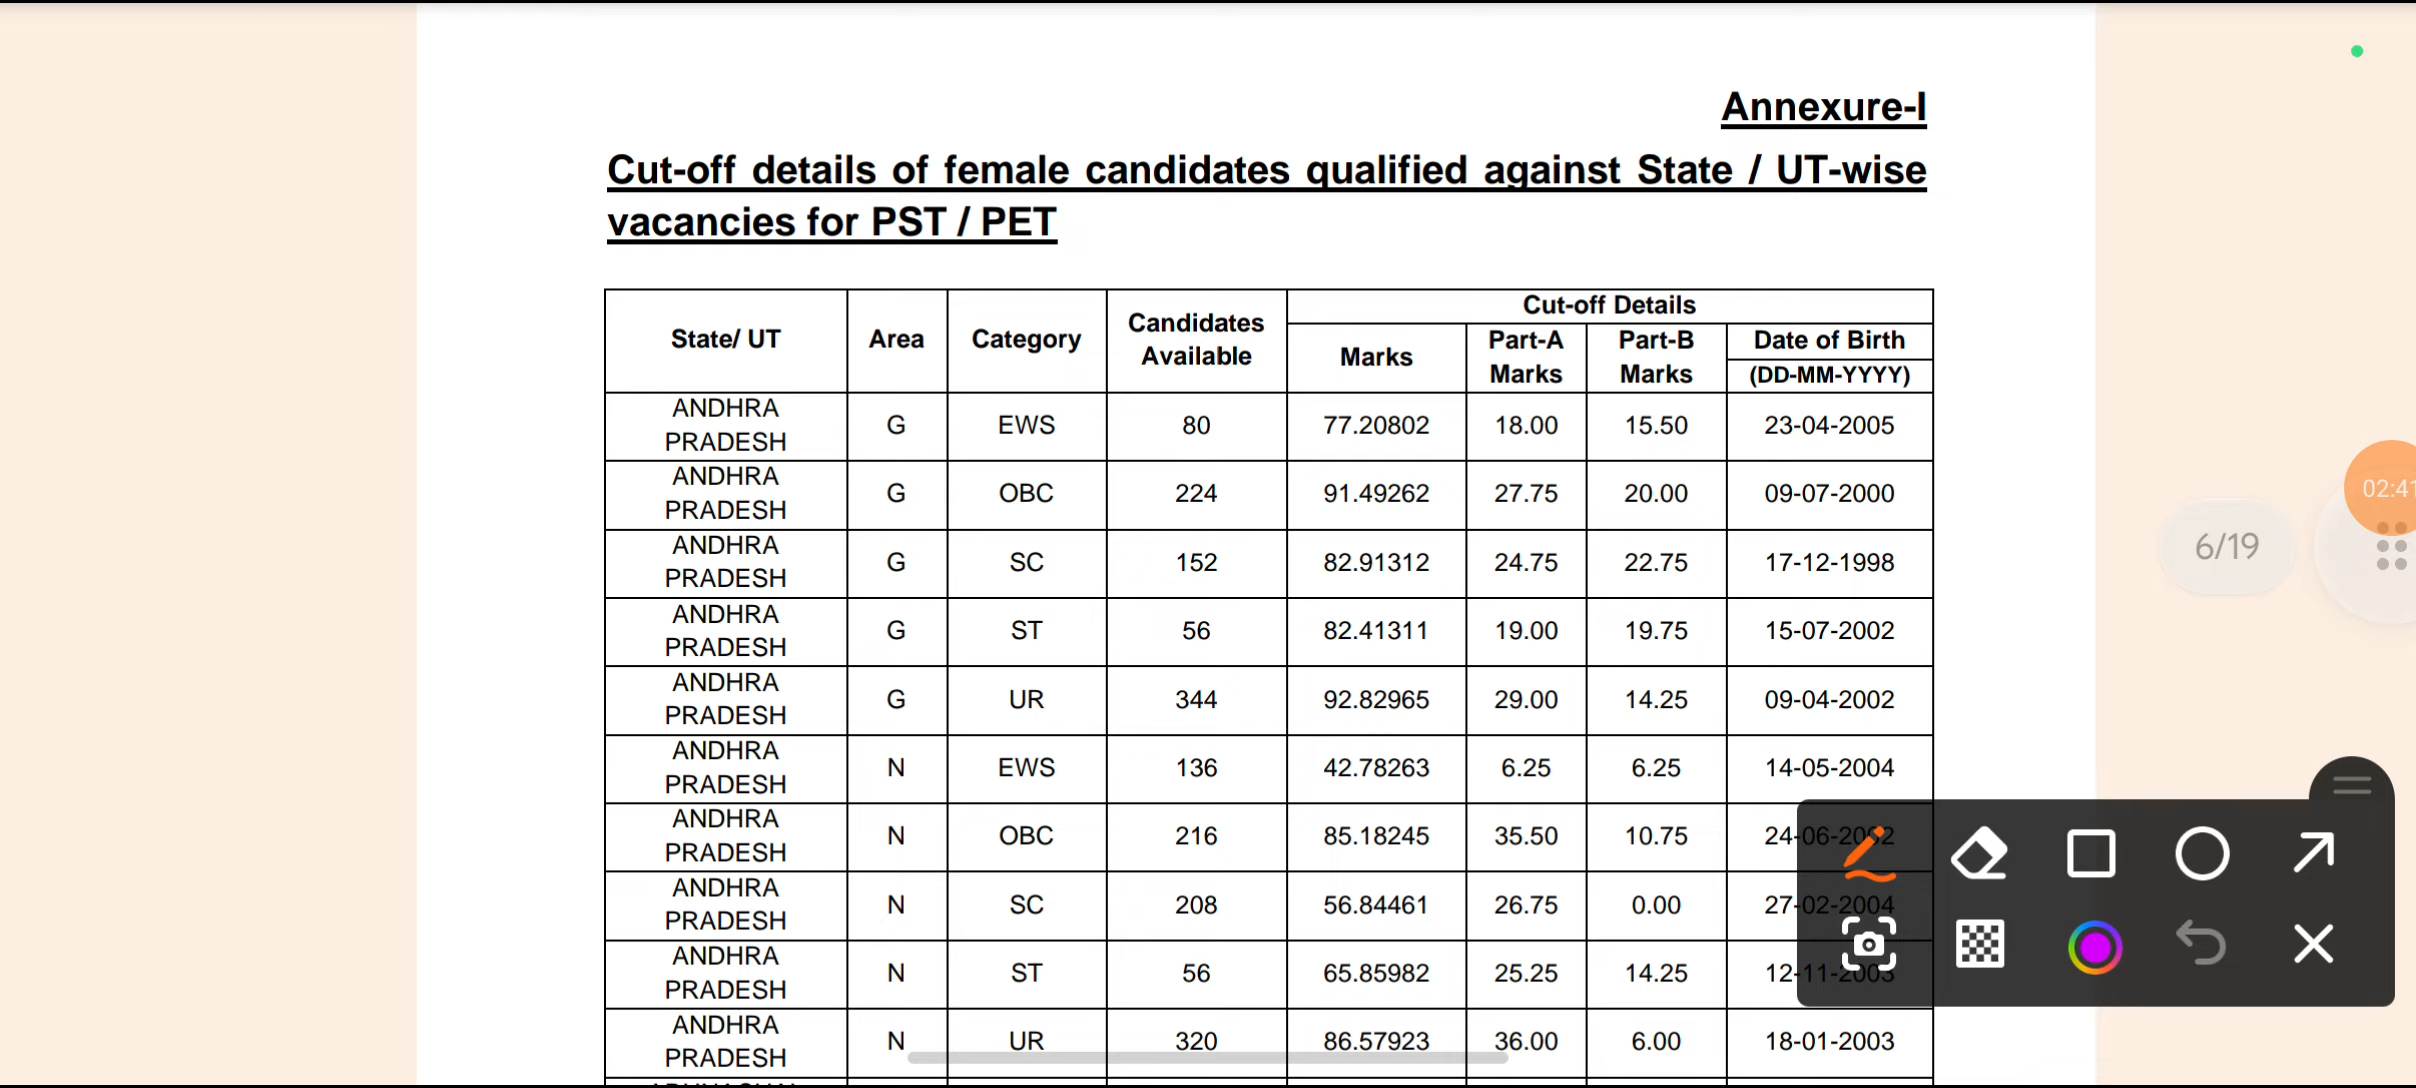 Annexure-I
Cut-off details of female candidates qualified against State / UT-wise
vacancies for PST / PET
State/ UT Area Category Candidates Available Cut-off Details
Marks Part-A Marks Part-B Marks Date of Birth (DD-MM-YYYY)
ANDHRA PRADESH G EWS 80 77.20802 18.00 15.50 23-04-2005
ANDHRA PRADESH G OBC 224 91.49262 27.75 20.00 09-07-2000
ANDHRA PRADESH G SC 152 82.91312 24.75 22.75 17-12-1998
ANDHRA PRADESH G ST 56 82.41311 19.00 19.75 15-07-2002
ANDHRA PRADESH G UR 344 92.82965 29.00 14.25 09-04-2002
ANDHRA PRADESH N EWS 136 42.78263 6.25 6.25 14-05-2004
ANDHRA PRADESH N OBC 216 85.18245 35.50 10.75
ANDHRA PRADESH N SC 208 56.84461 26.75 0.00 27-02-2004
ANDHRA PRADESH N ST 56 65.85982 25.25 14.25 12-11-2003
ANDHRA PRADESH N UR 320 86.57923 36.00 6.00 18-01-2003
02:41
6/19